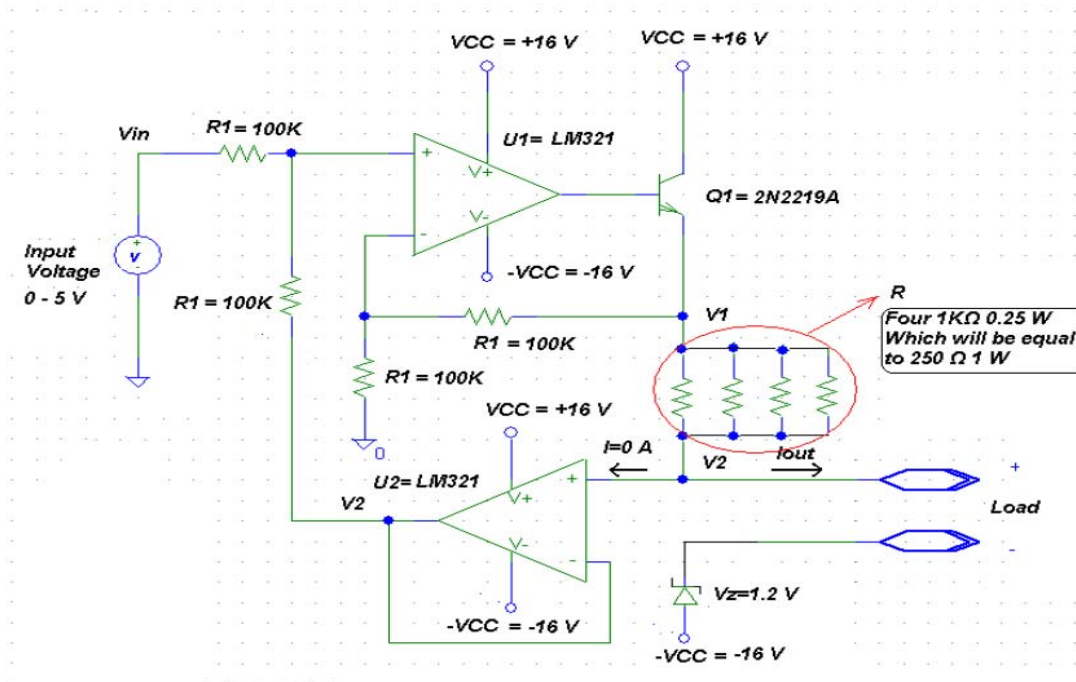 VCC = +16 V
VCC = +16 V
Vin
R1 = 100K
U1= LM321
+
V+
V-
-
Q1= 2N2219A
Input
Voltage
0 - 5 V
+
v
-
-VCC = -16 V
R1 = 100K
V1
R
Four 1KΩ 0.25 W
Which will be equal
to 250 Ω 1 W
R1 = 100K
R1 = 100K
VCC = +16 V
0
I=0 A
V2
Iout
U2= LM321
+
V+
V2
V-
-
+
Load
-
Vz=1.2 V
-VCC = -16 V
-VCC = -16 V